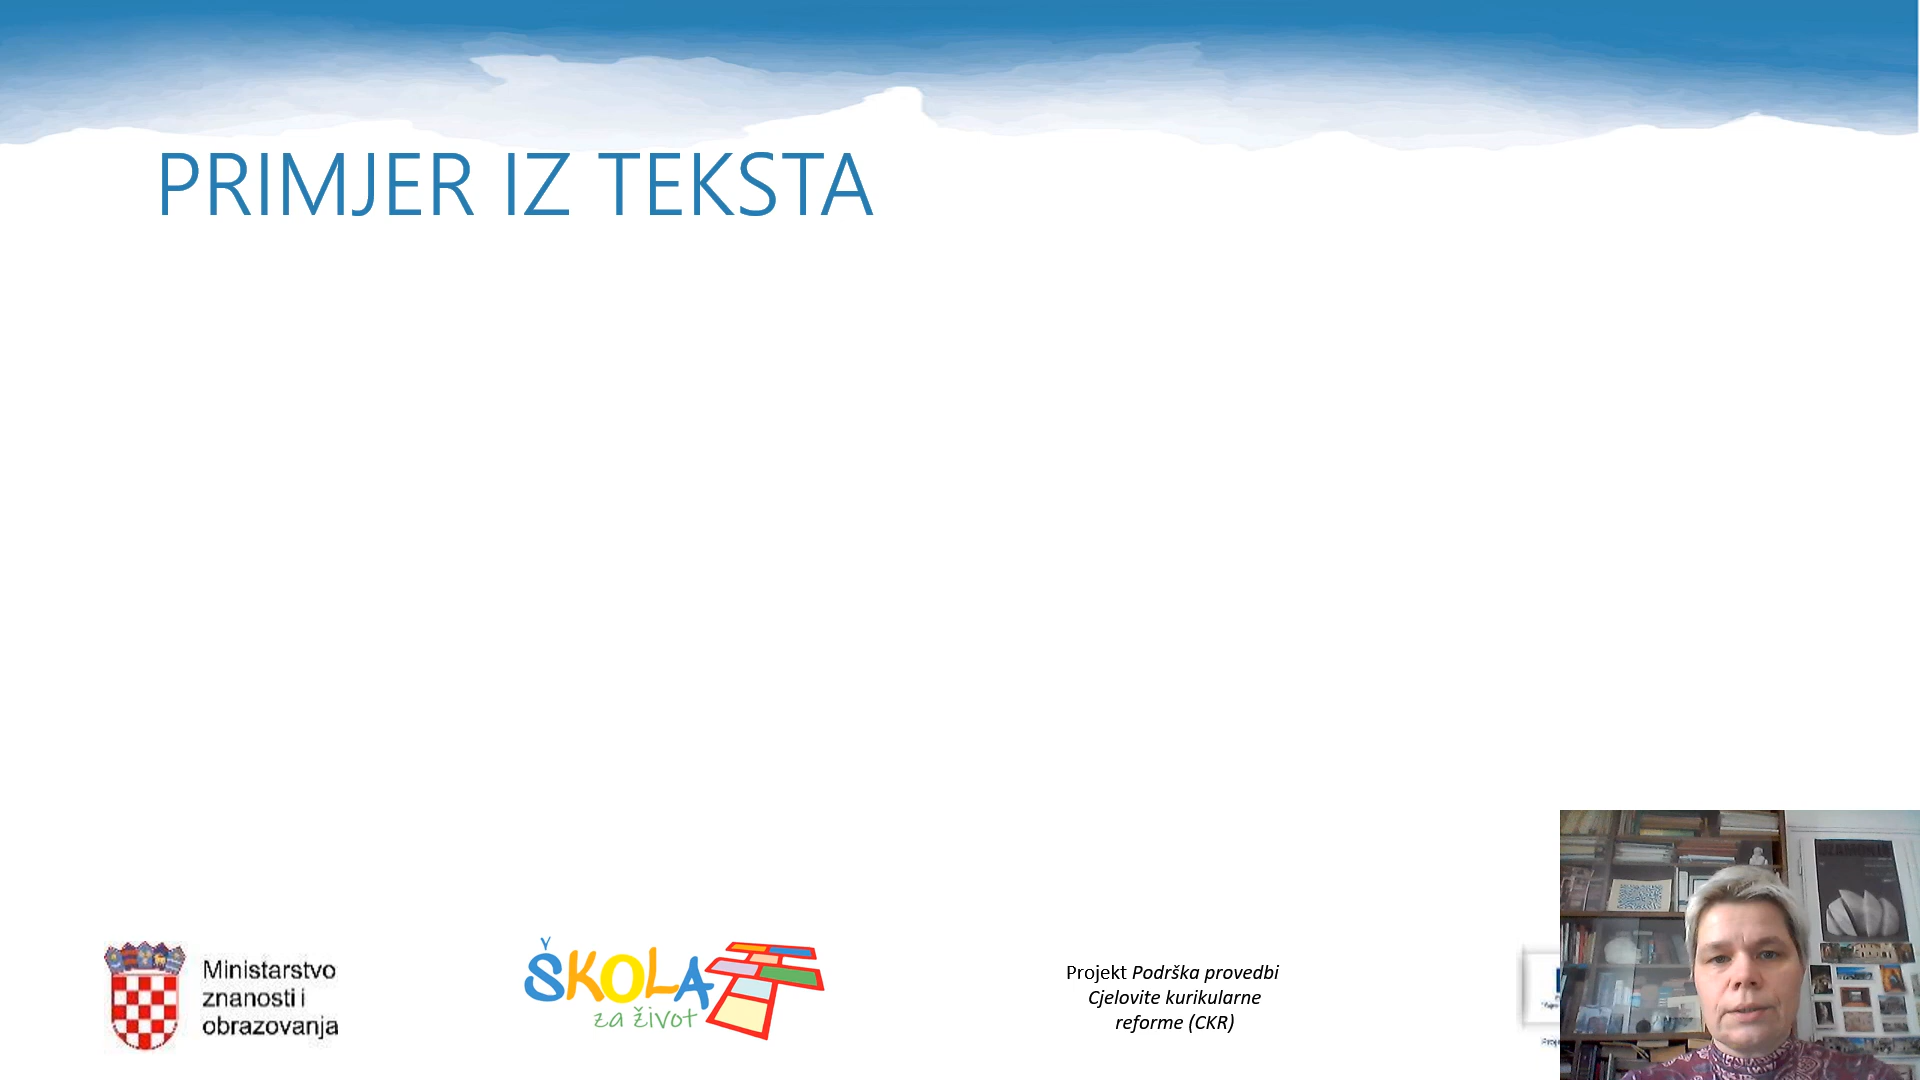 PRIMJER IZ TEKSTA
Ministarstvo
znanosti i
obrazovanja
ŠKOLA
za život
Projekt Podrška provedbi
Cjelovite kurikularne
reforme (CKR)